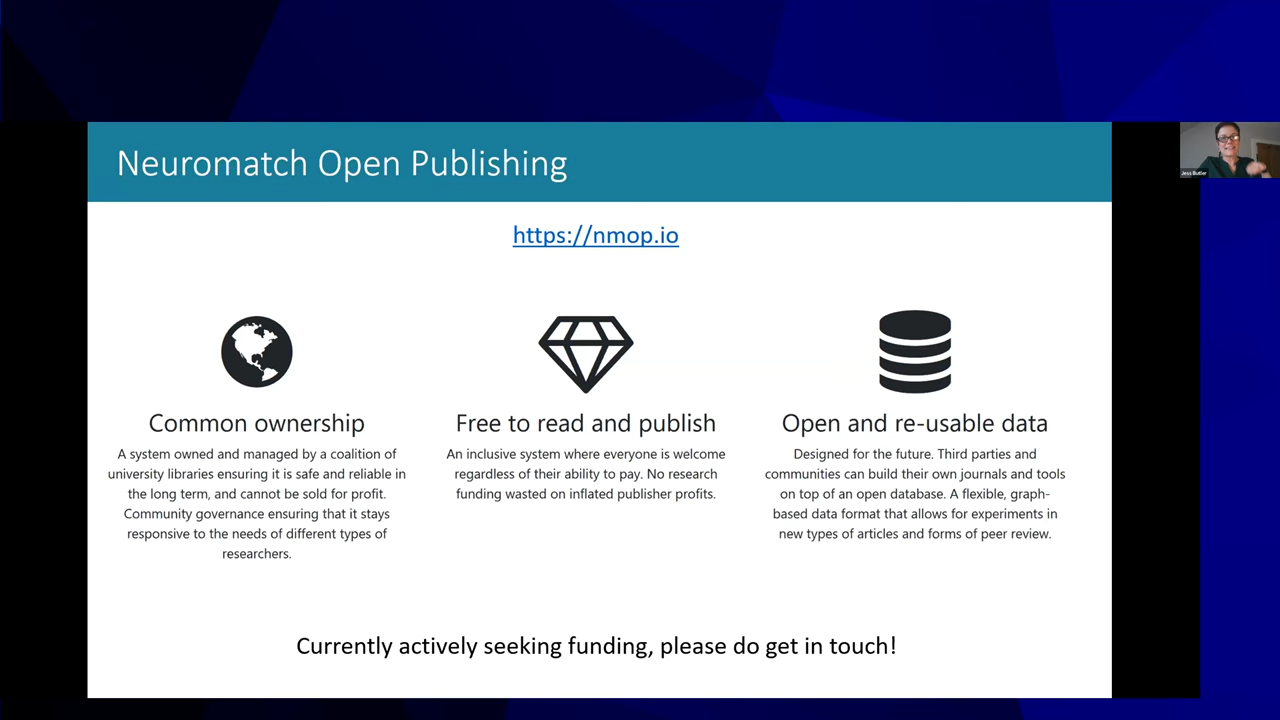 Neuromatch Open Publishing
https://nmop.io
Common ownership
A system owned and managed by a coalition of
university libraries ensuring it is safe and reliable in
the long term, and cannot be sold for profit.
Community governance ensuring that it stays
responsive to the needs of different types of
researchers.
Free to read and publish
An inclusive system where everyone is welcome
regardless of their ability to pay. No research
funding wasted on inflated publisher profits.
Open and re-usable data
Designed for the future. Third parties and
communities can build their own journals and tools
on top of an open database. A flexible, graph-
based data format that allows for experiments in
new types of articles and forms of peer review.
Currently actively seeking funding, please do get in touch!
Jess Butler